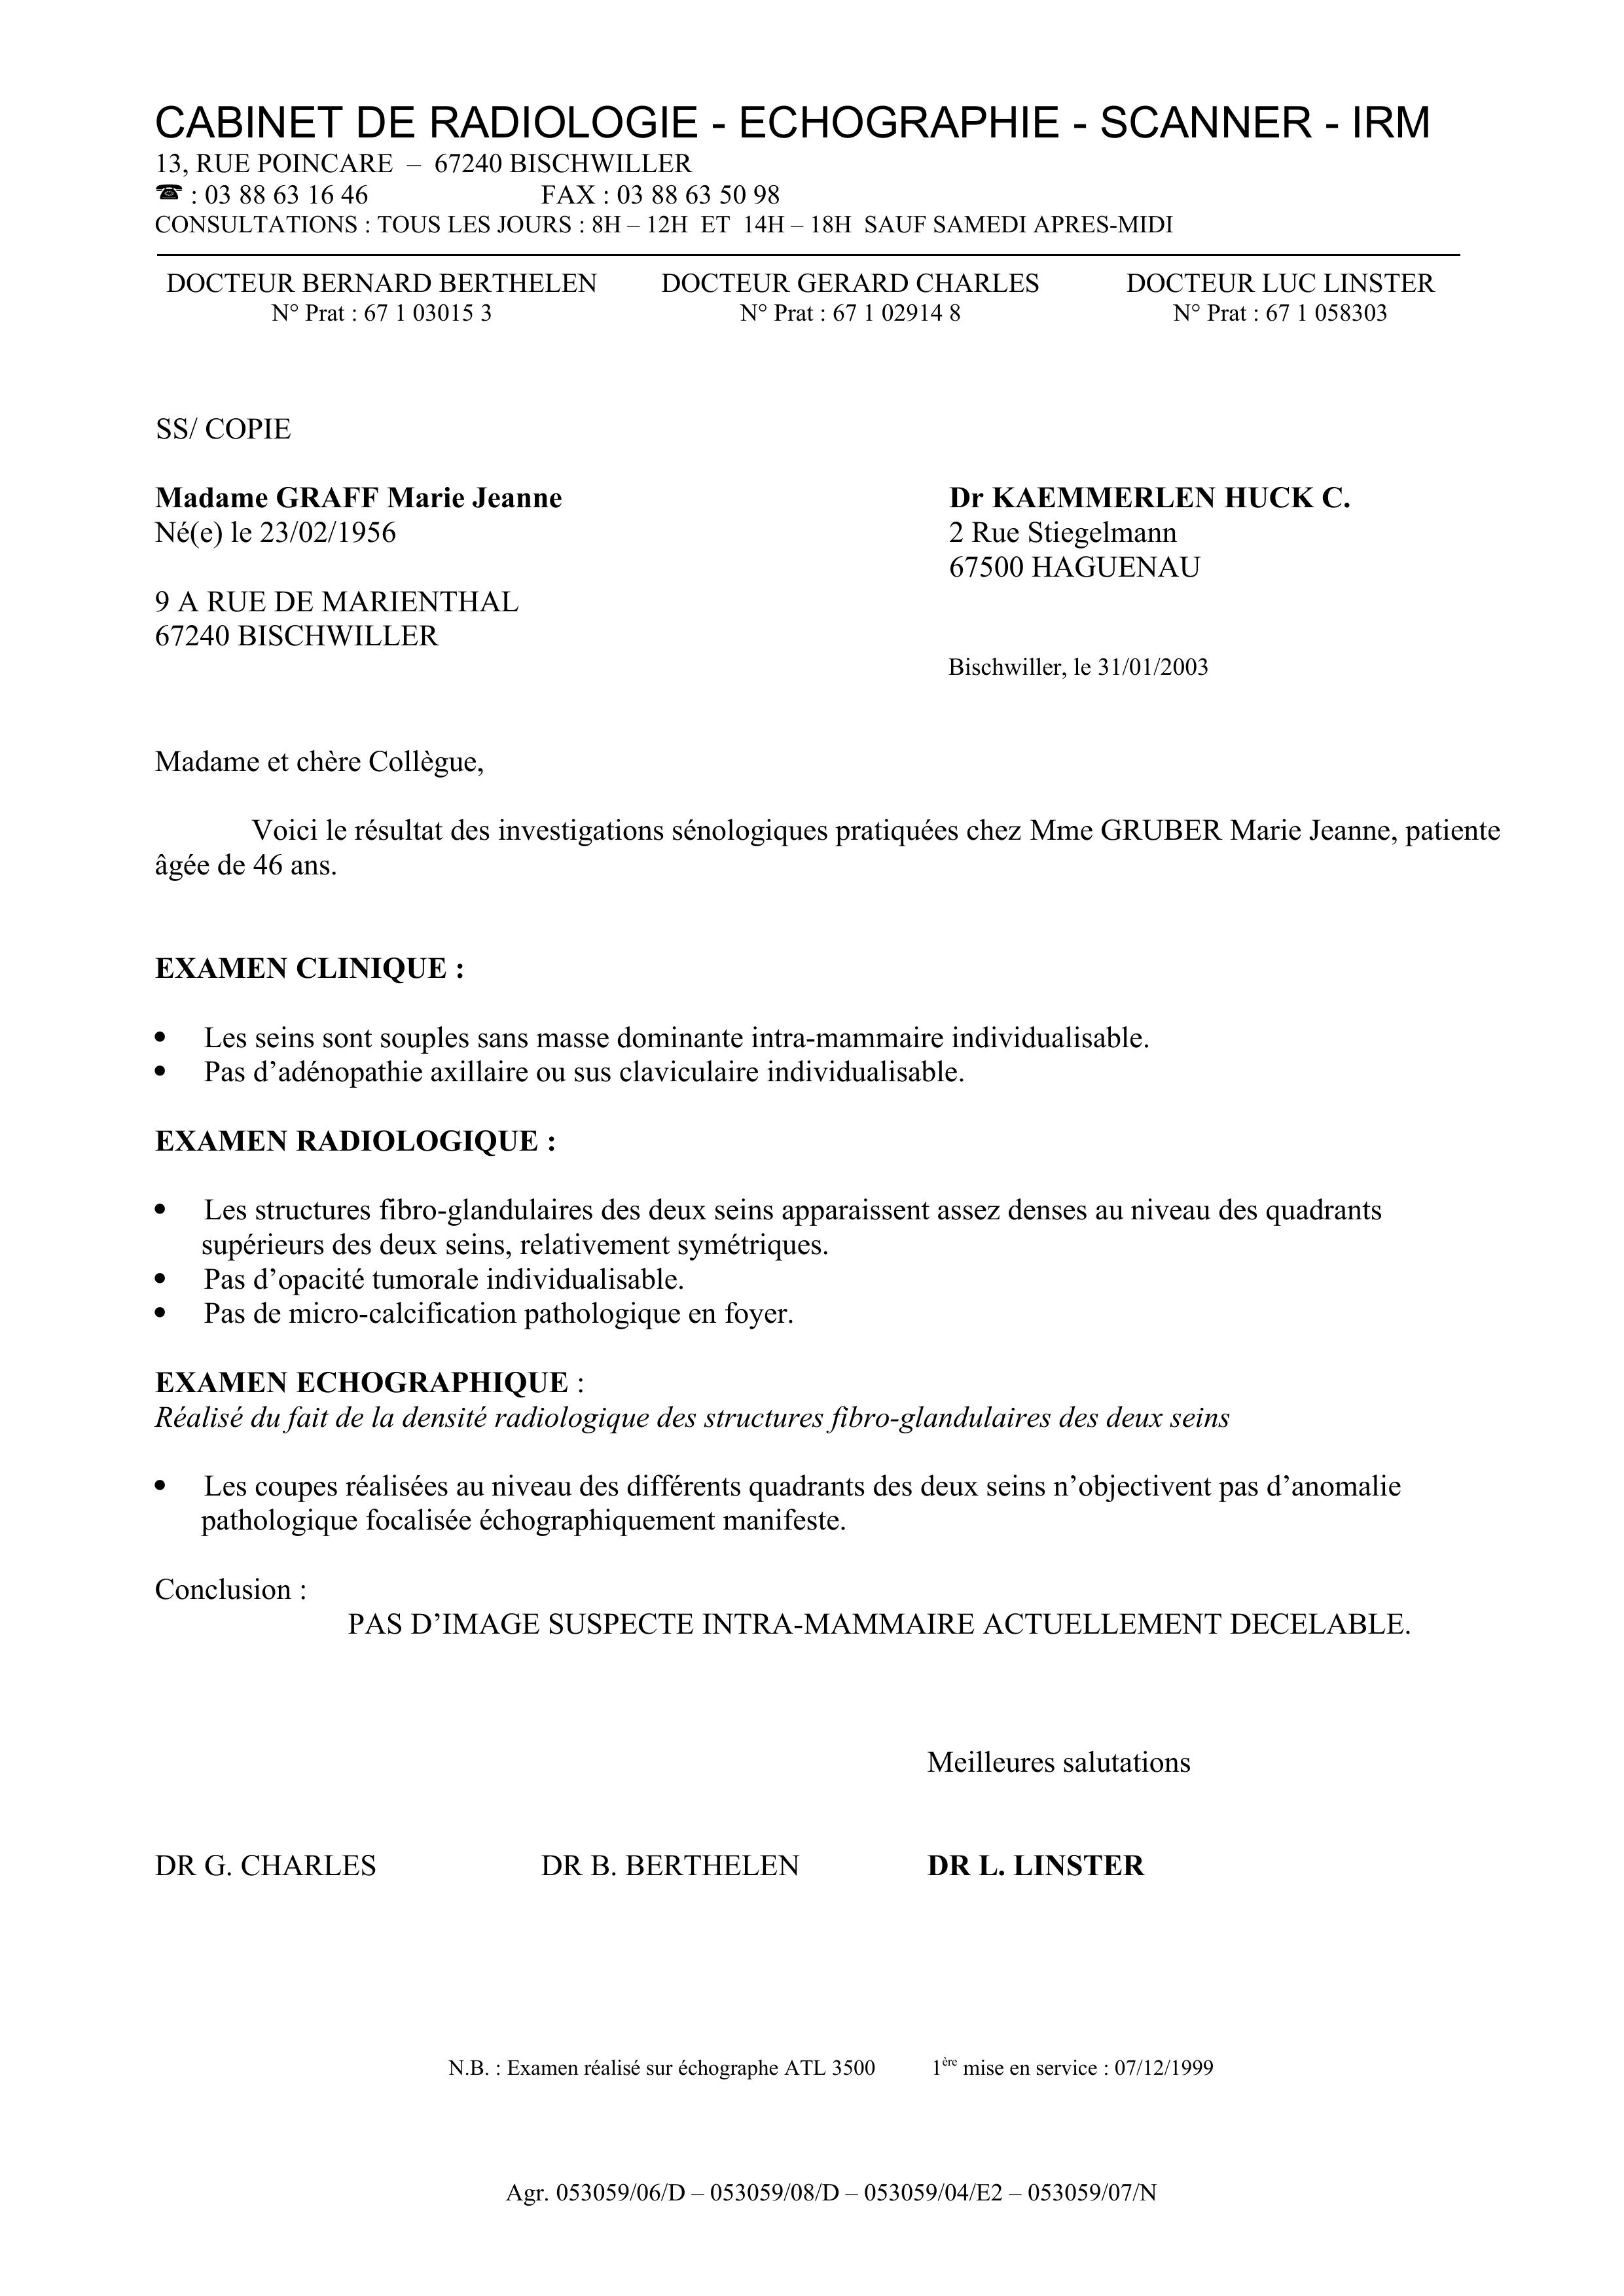 CABINET DE RADIOLOGIE - ECHOGRAPHIE - SCANNER - IRM
13, RUE POINCARE – 67240 BISCHWILLER
☎ : 03 88 63 16 46 FAX : 03 88 63 50 98
CONSULTATIONS : TOUS LES JOURS : 8H – 12H ET 14H – 18H SAUF SAMEDI APRES-MIDI
DOCTEUR BERNARD BERTHELEN DOCTEUR GERARD CHARLES DOCTEUR LUC LINSTER
N° Prat : 67 1 03015 3 N° Prat : 67 1 02914 8 N° Prat : 67 1 058303
SS/ COPIE
Madame GRAFF Marie Jeanne Dr KAEMMERLEN HUCK C.
Né(e) le 23/02/1956 2 Rue Stiegelmann
67500 HAGUENAU
9 A RUE DE MARIENTHAL
67240 BISCHWILLER
Bischwiller, le 31/01/2003
Madame et chère Collègue,
Voici le résultat des investigations sénologiques pratiquées chez Mme GRUBER Marie Jeanne, patiente
âgée de 46 ans.
EXAMEN CLINIQUE :
• Les seins sont souples sans masse dominante intra-mammaire individualisable.
• Pas d’adénopathie axillaire ou sus claviculaire individualisable.
EXAMEN RADIOLOGIQUE :
• Les structures fibro-glandulaires des deux seins apparaissent assez denses au niveau des quadrants
supérieurs des deux seins, relativement symétriques.
• Pas d’opacité tumorale individualisable.
• Pas de micro-calcification pathologique en foyer.
EXAMEN ECHOGRAPHIQUE :
Réalisé du fait de la densité radiologique des structures fibro-glandulaires des deux seins
• Les coupes réalisées au niveau des différents quadrants des deux seins n’objectivent pas d’anomalie
pathologique focalisée échographiquement manifeste.
Conclusion :
PAS D’IMAGE SUSPECTE INTRA-MAMMAIRE ACTUELLEMENT DECELABLE.
Meilleures salutations
DR G. CHARLES DR B. BERTHELEN DR L. LINSTER
N.B. : Examen réalisé sur échographe ATL 3500 1ère mise en service : 07/12/1999
Agr. 053059/06/D – 053059/08/D – 053059/04/E2 – 053059/07/N